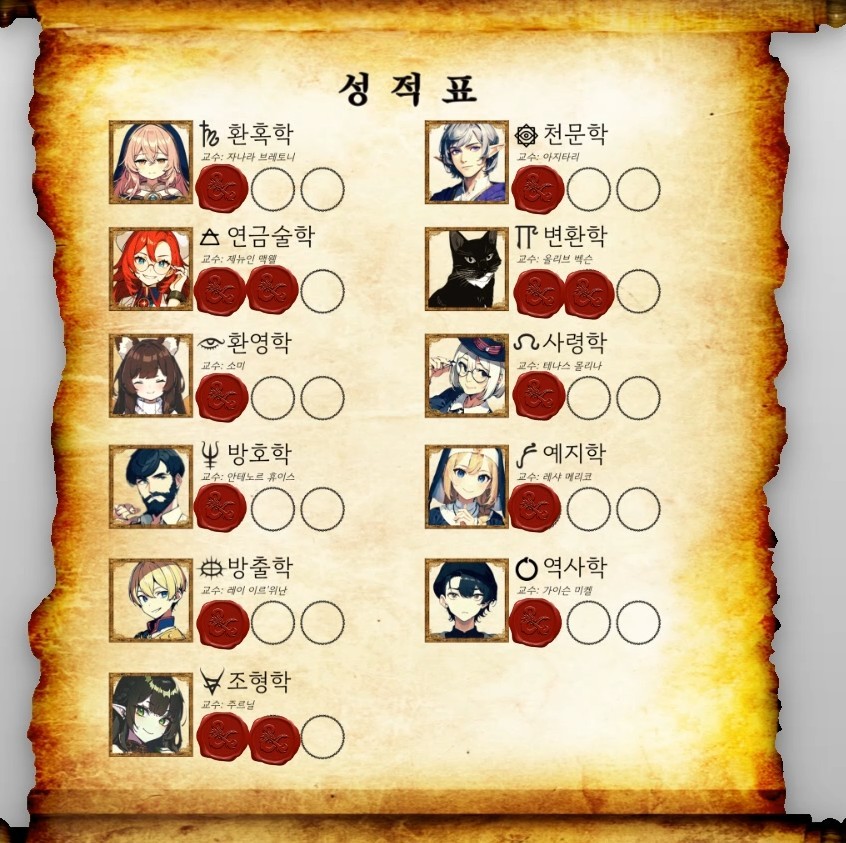 성적표
환혹학
교수: 자나라 브레토니
천문학
교수: 아지타리
연금술학
교수: 제뉴인 맥웰
변환학
교수: 올리브 벡슨
환영학
교수: 소미
사령학
교수: 테나스 몰리나
방호학
교수: 안테노르 휴이스
예지학
교수: 레샤 메리코
방출학
교수: 레이 이르'위난
역사학
교수: 가이슨 미켈
조형학
교수: 주르닐